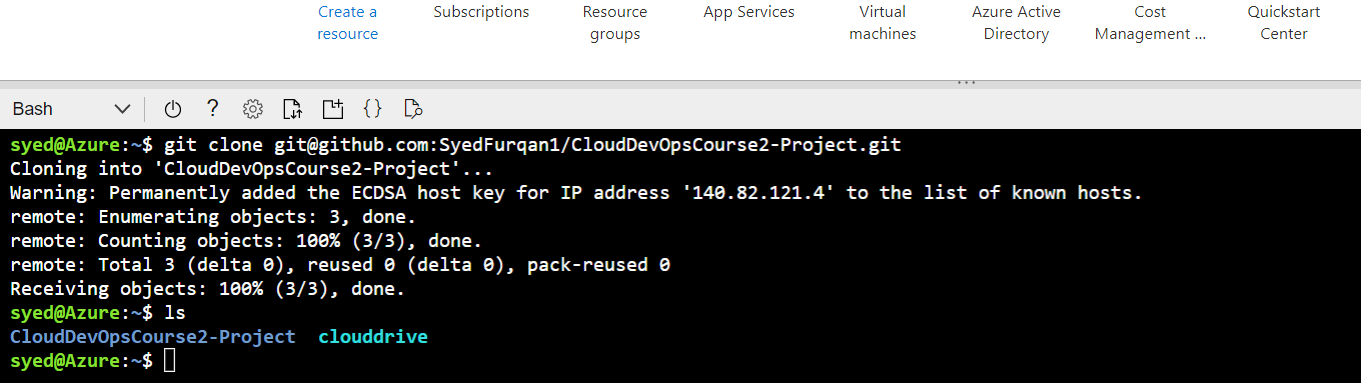 Create a resource
Subscriptions
Resource groups
App Services
Virtual machines
Azure Active Directory
Cost Management ...
Quickstart Center
Bash
syed@Azure:~$ git clone git@github.com:SyedFurqan1/CloudDevOpsCourse2-Project.git
Cloning into 'CloudDevOpsCourse2-Project'...
Warning: Permanently added the ECDSA host key for IP address '140.82.121.4' to the list of known hosts.
remote: Enumerating objects: 3, done.
remote: Counting objects: 100% (3/3), done.
remote: Total 3 (delta 0), reused 0 (delta 0), pack-reused 0
Receiving objects: 100% (3/3), done.
syed@Azure:~$ ls
CloudDevOpsCourse2-Project  clouddrive
syed@Azure:~$